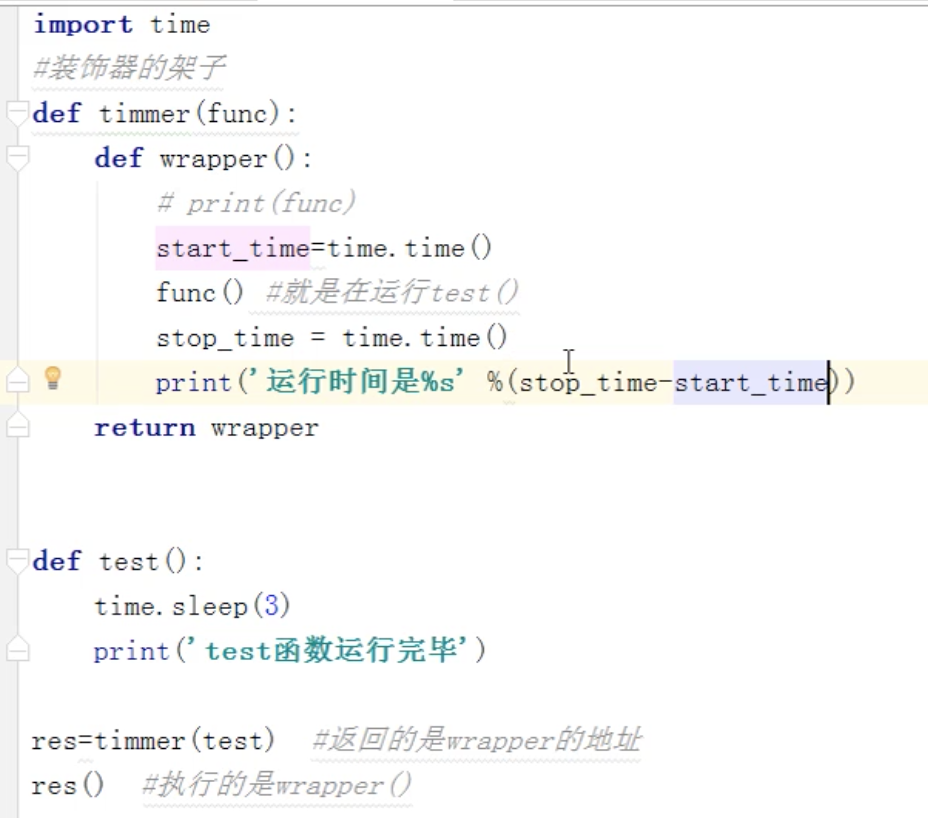 import time
#装饰器的架子
def timmer(func):
    def wrapper():
        # print(func)
        start_time=time.time()
        func() #就是在运行test()
        stop_time = time.time()
        print('运行时间是%s' %(stop_time-start_time))
    return wrapper
def test():
    time.sleep(3)
    print('test函数运行完毕')
res=timmer(test)  #返回的是wrapper的地址
res()  #执行的是wrapper()